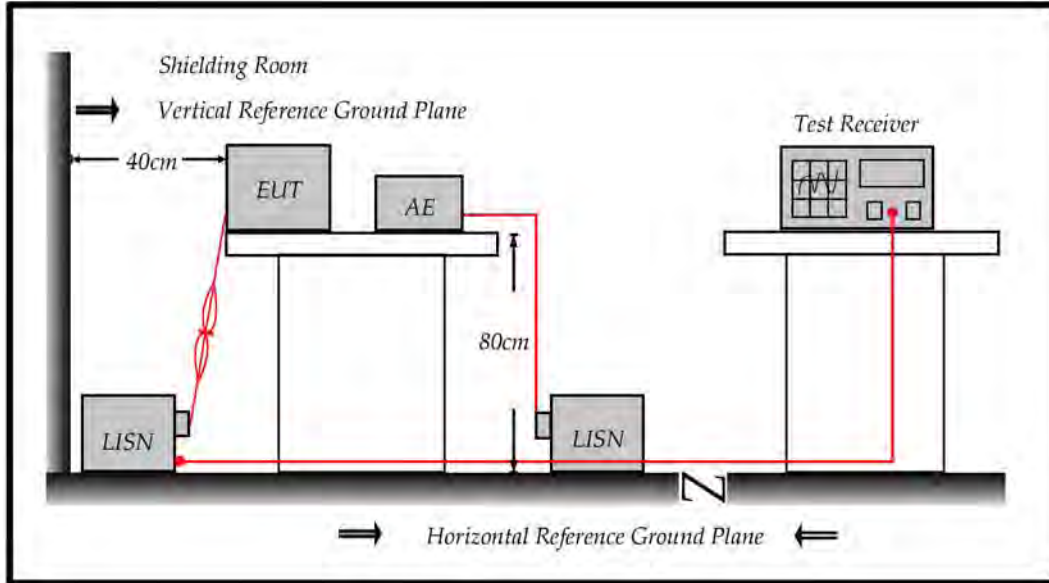 Shielding Room
Vertical Reference Ground Plane
Test Receiver
40cm
EUT
AE
80cm
LISN
LISN
Horizontal Reference Ground Plane